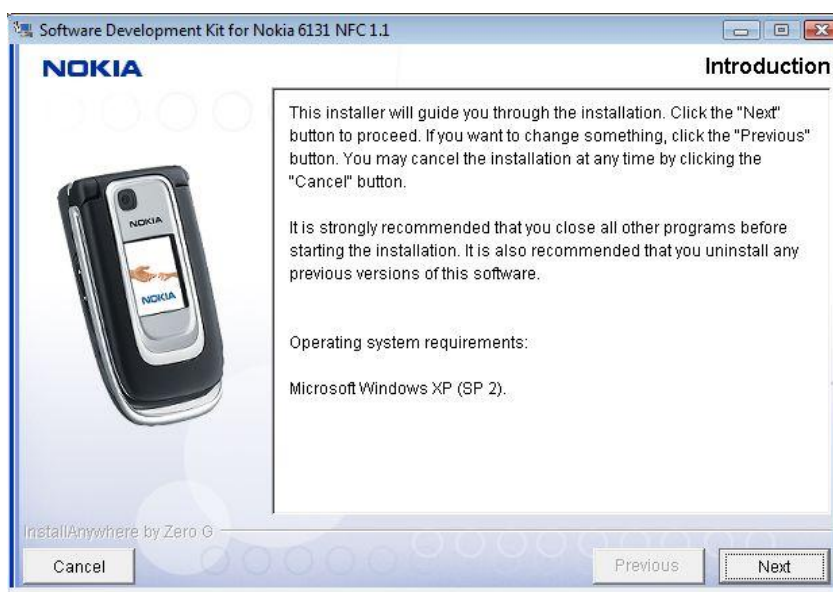 Software Development Kit for Nokia 6131 NFC 1.1
NOKIA
Introduction
This installer will guide you through the installation. Click the "Next"
button to proceed. If you want to change something, click the "Previous"
button. You may cancel the installation at any time by clicking the
"Cancel" button.
It is strongly recommended that you close all other programs before
starting the installation. It is also recommended that you uninstall any
previous versions of this software.
Operating system requirements:
Microsoft Windows XP (SP 2).
NOKIA
NOKIA
InstallAnywhere by Zero G
Cancel
Previous
Next